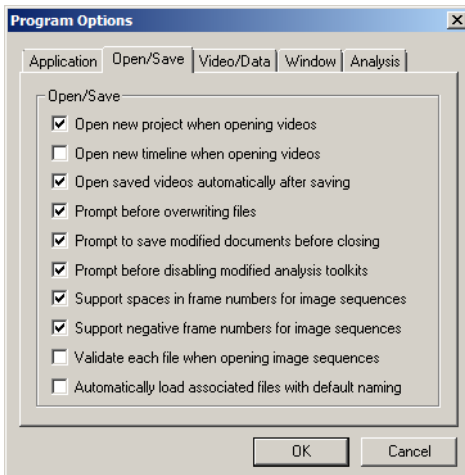 Program Options
Application Open/Save Video/Data Window Analysis
Open/Save
Open new project when opening videos
Open new timeline when opening videos
Open saved videos automatically after saving
Prompt before overwriting files
Prompt to save modified documents before closing
Prompt before disabling modified analysis toolkits
Support spaces in frame numbers for image sequences
Support negative frame numbers for image sequences
Validate each file when opening image sequences
Automatically load associated files with default naming
OK Cancel